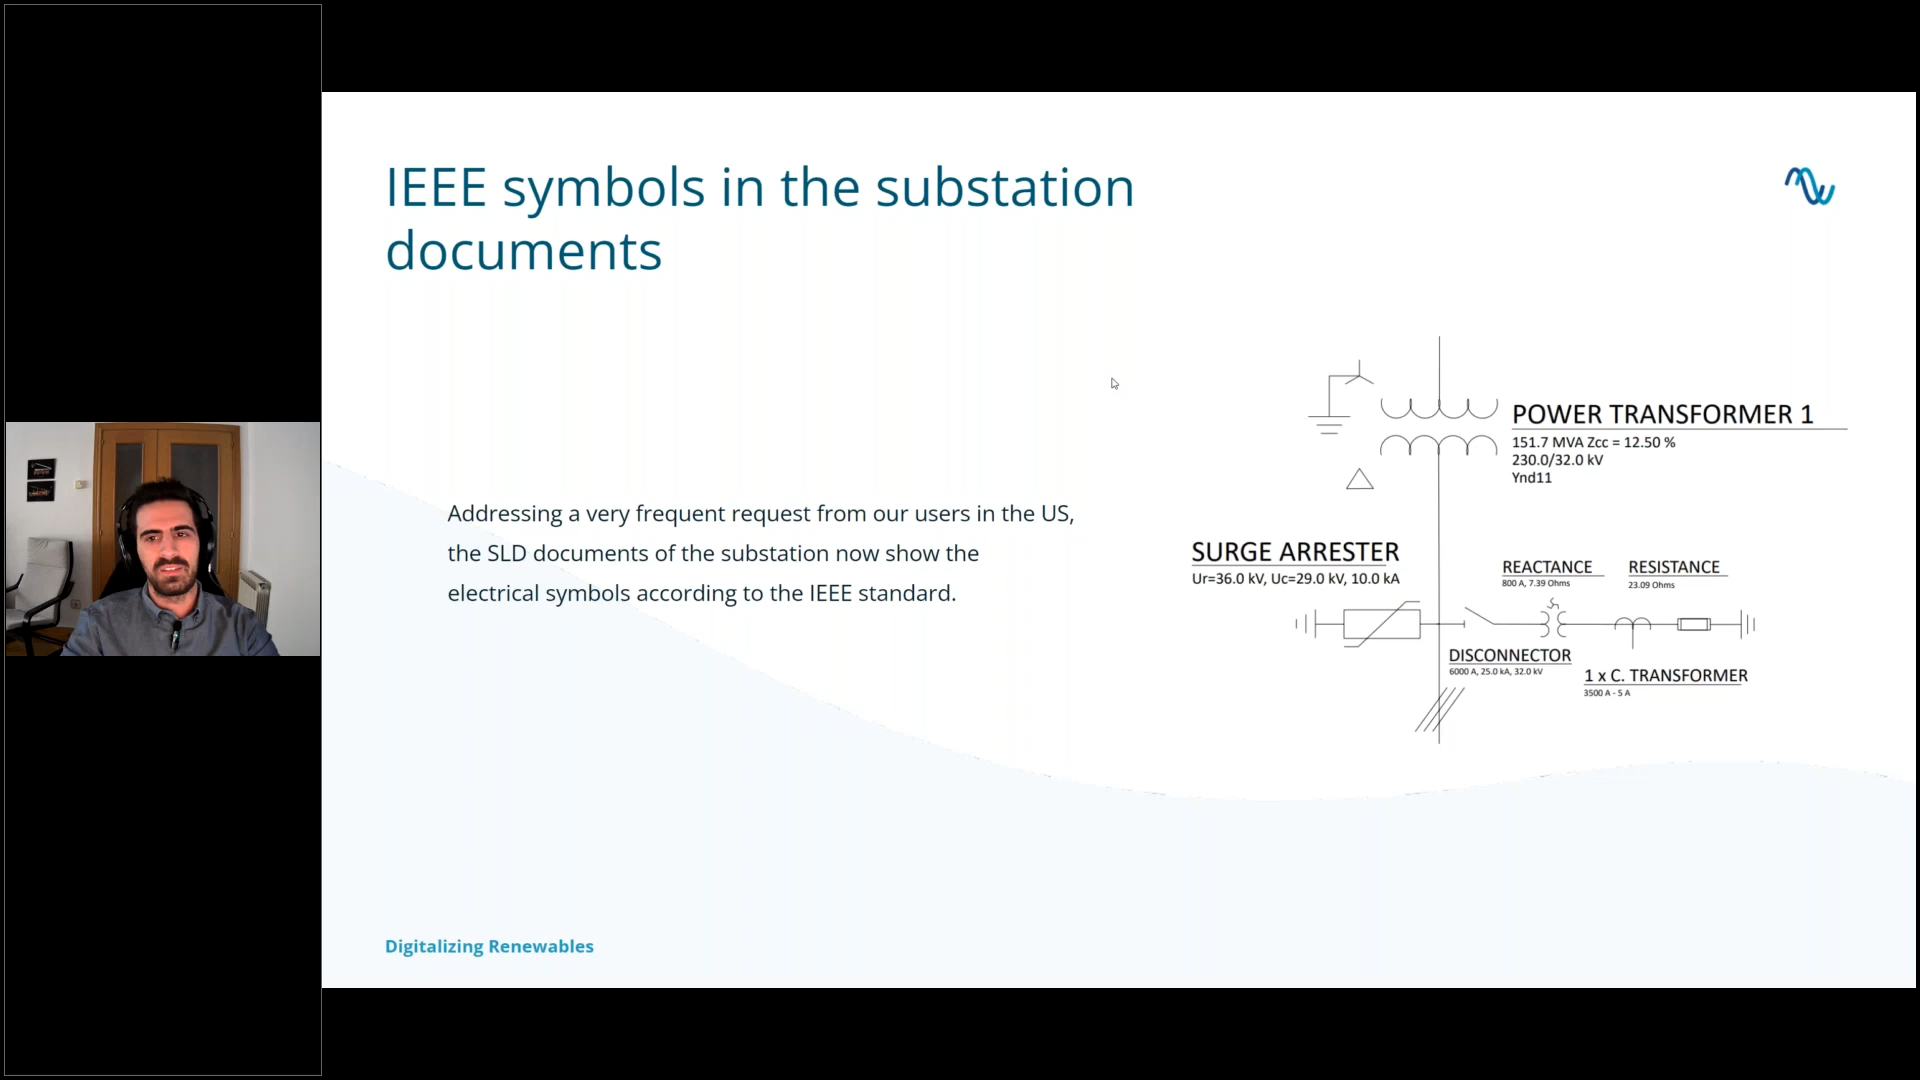 IEEE symbols in the substation
documents
Addressing a very frequent request from our users in the US,
the SLD documents of the substation now show the
electrical symbols according to the IEEE standard.
POWER TRANSFORMER 1
151.7 MVA Zcc = 12.50 %
230.0/32.0 kV
Ynd11
SURGE ARRESTER
Ur=36.0 kV, Uc=29.0 kV, 10.0 kA
REACTANCE
800 A, 7.39 Ohms
RESISTANCE
23.09 Ohms
DISCONNECTOR
6000 A, 25.0 kA, 32.0 kV
1 x C. TRANSFORMER
3500 A - 5 A
Digitalizing Renewables